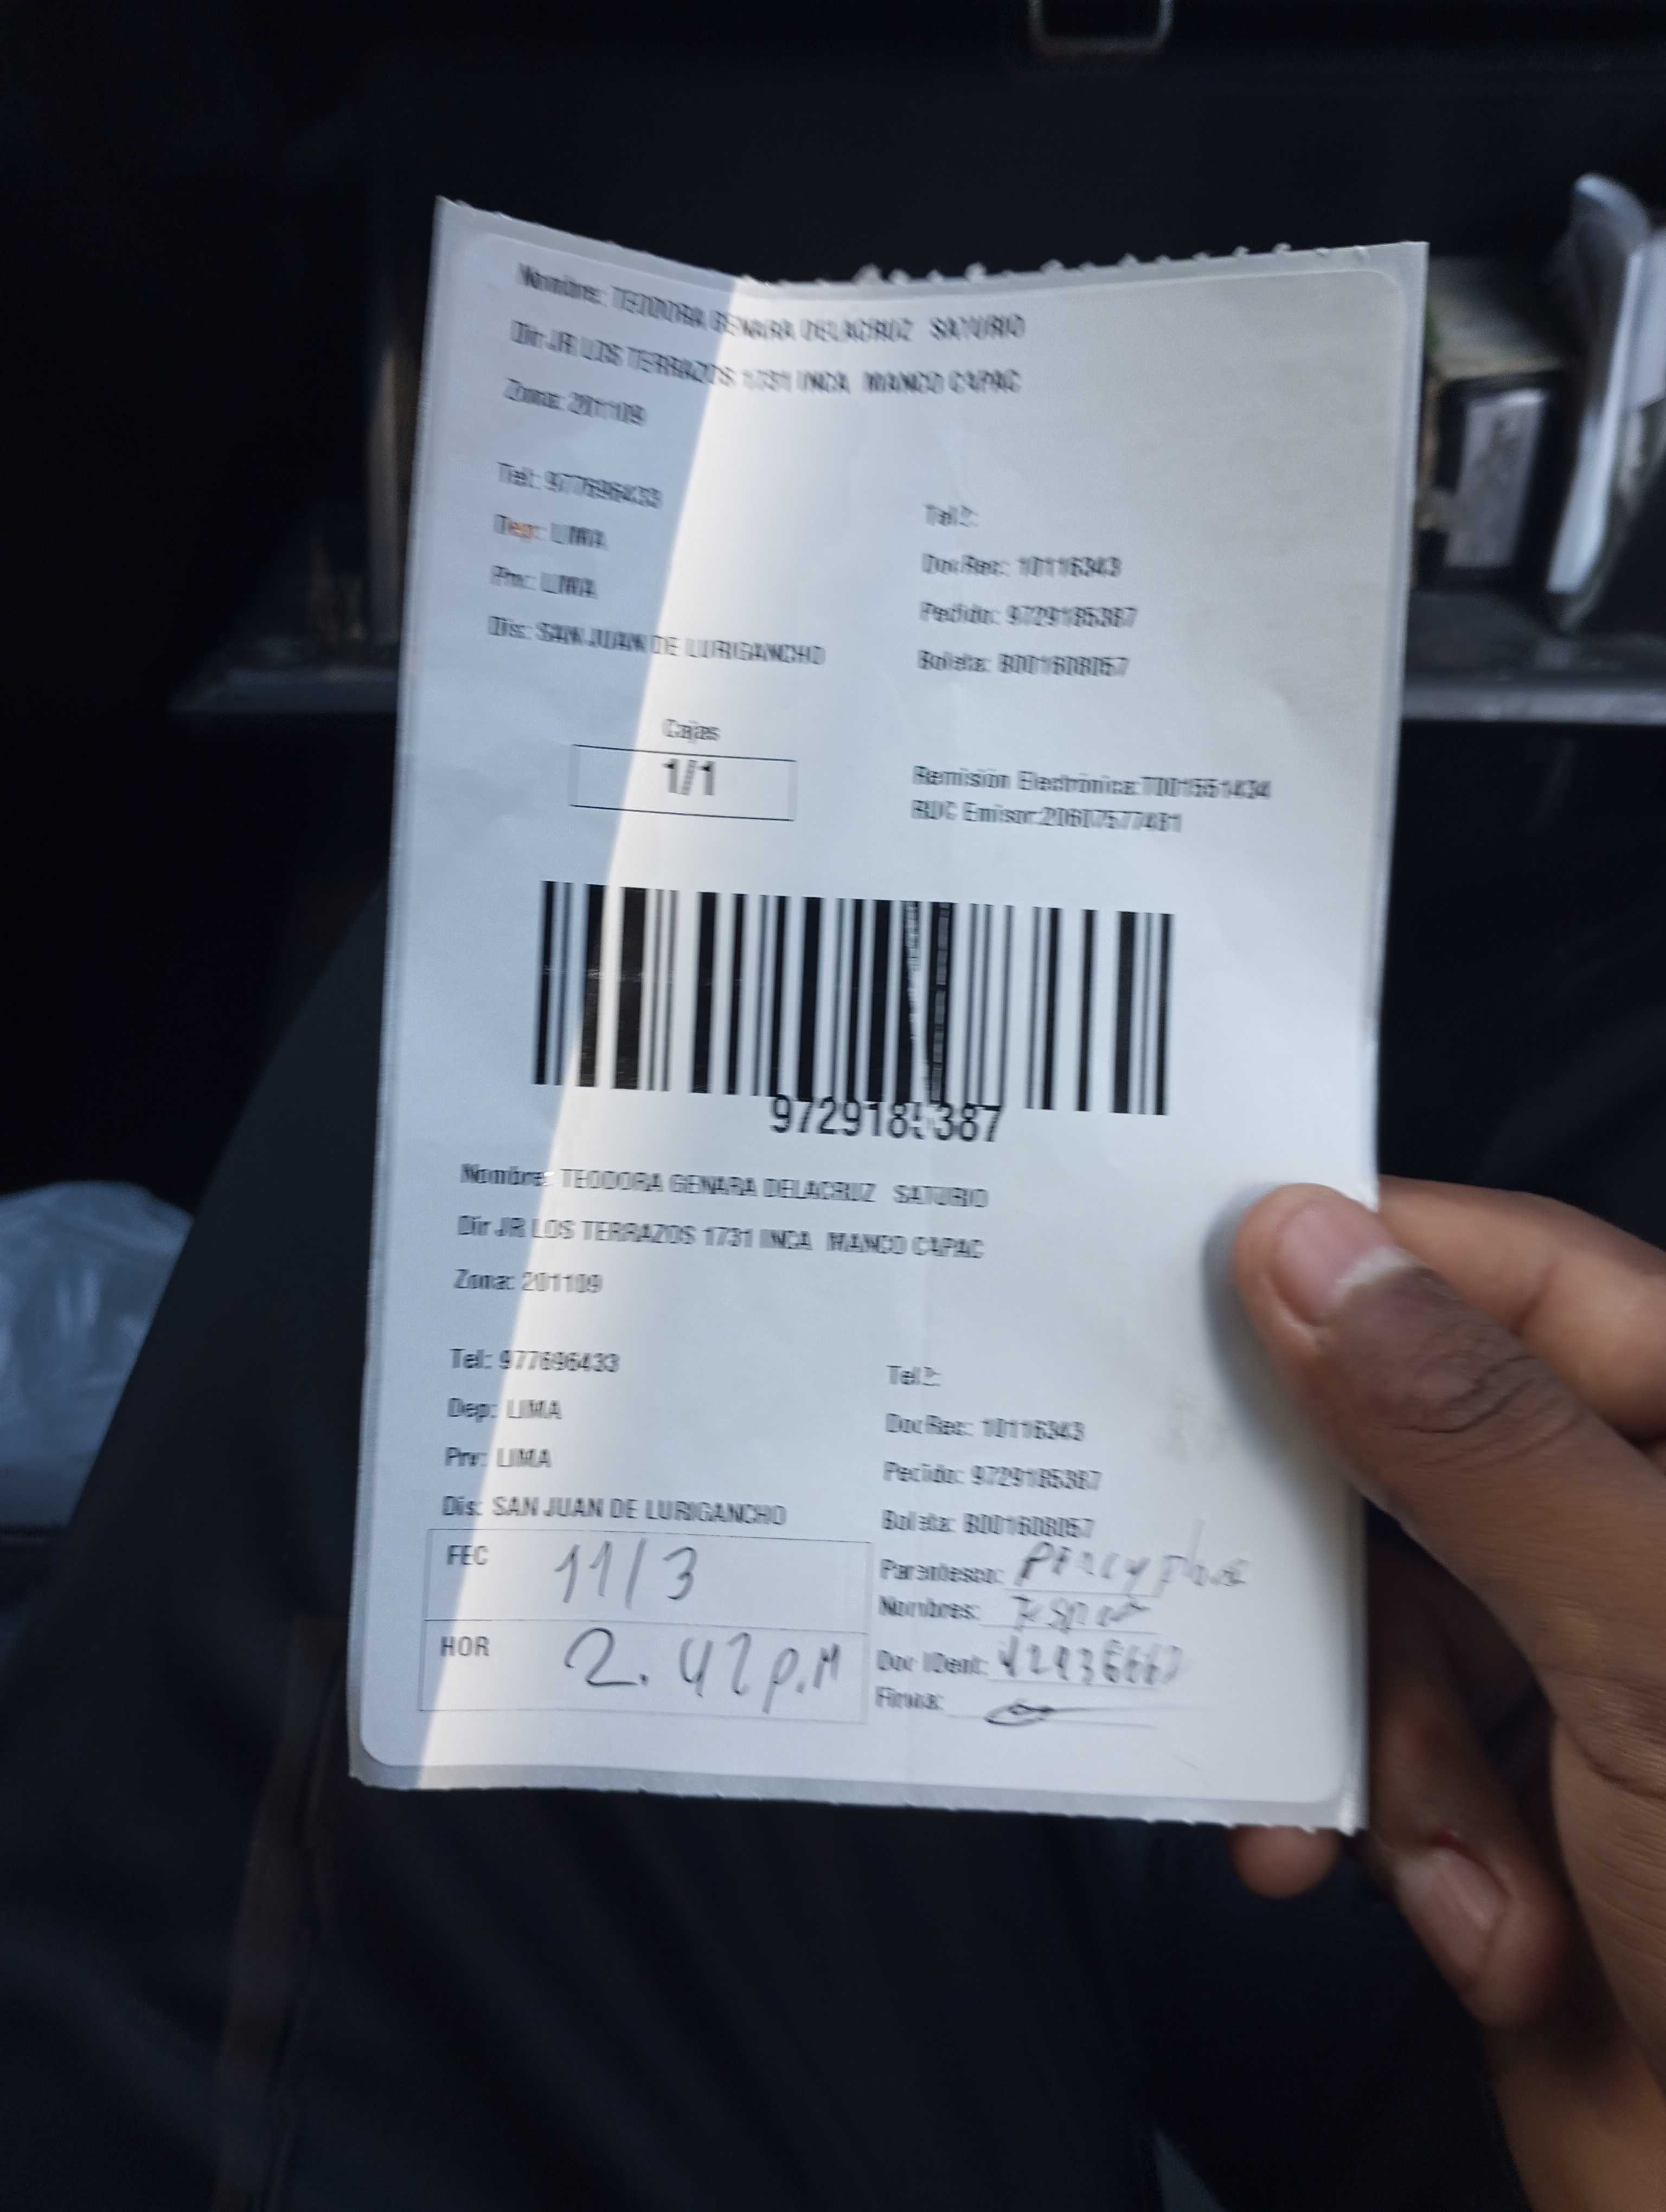 Nombre: TEODORA GENARA DELACRUZ SATURIO
Dir JR LOS TERRAZOS 1731 INCA MANCO CAPAC
Zona: 201109
Tel: 977696433
Tel2:
Dep: LIMA
DocRec: 10116343
Prv: LIMA
Pedido: 9729185387
Dis: SAN JUAN DE LURIGANCHO
Boleta: B001608057
Cajas
1/1
Remisión Electrónica:T001551434
RUC Emisor:20607577481
9729185387
Nombre: TEODORA GENARA DELACRUZ SATURIO
Dir JR LOS TERRAZOS 1731 INCA MANCO CAPAC
Zona: 201109
Tel: 977696433
Tel2:
Dep: LIMA
DocRec: 10116343
Prv: LIMA
Pedido: 9729185387
Dis: SAN JUAN DE LURIGANCHO
Boleta: B001608057
FEC 11/3
Parentesco:
Nombres:
HOR 2.42 p.M
Doc IDent:
Firma: